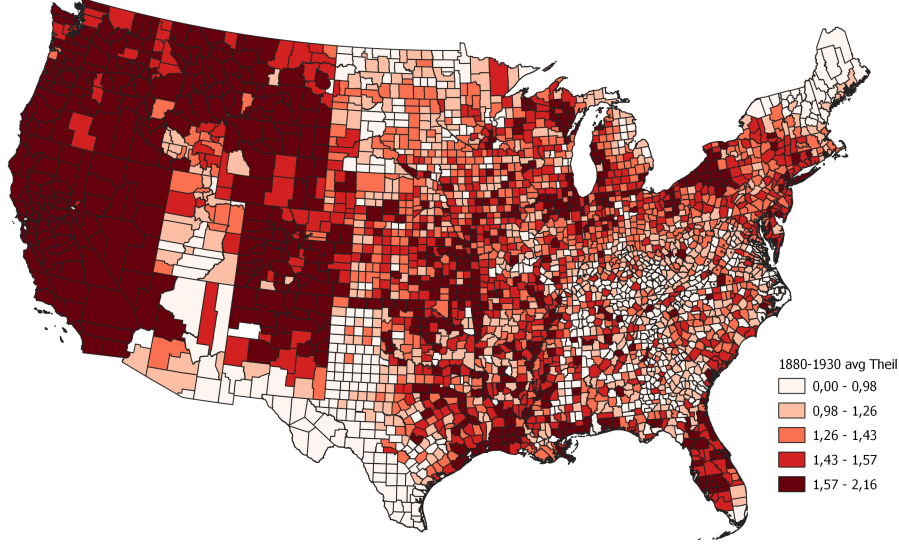 1880-1930 avg Theil
0,00 - 0,98
0,98 - 1,26
1,26 - 1,43
1,43 - 1,57
1,57 - 2,16